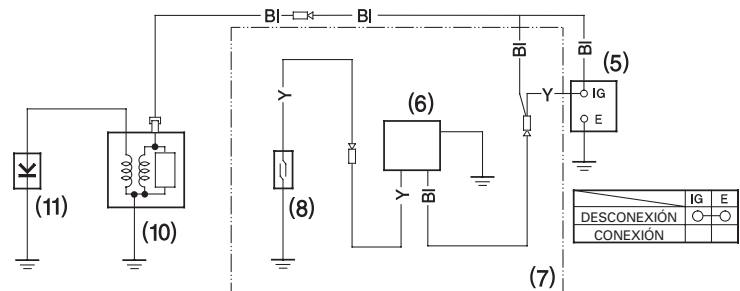 Bl Bl
Bl Bl
(5)
Y
IG
E
Y
(6)
(8)
Y Bl
(11)
(10)
(7)
IG E
DESCONEXIÓN
CONEXIÓN